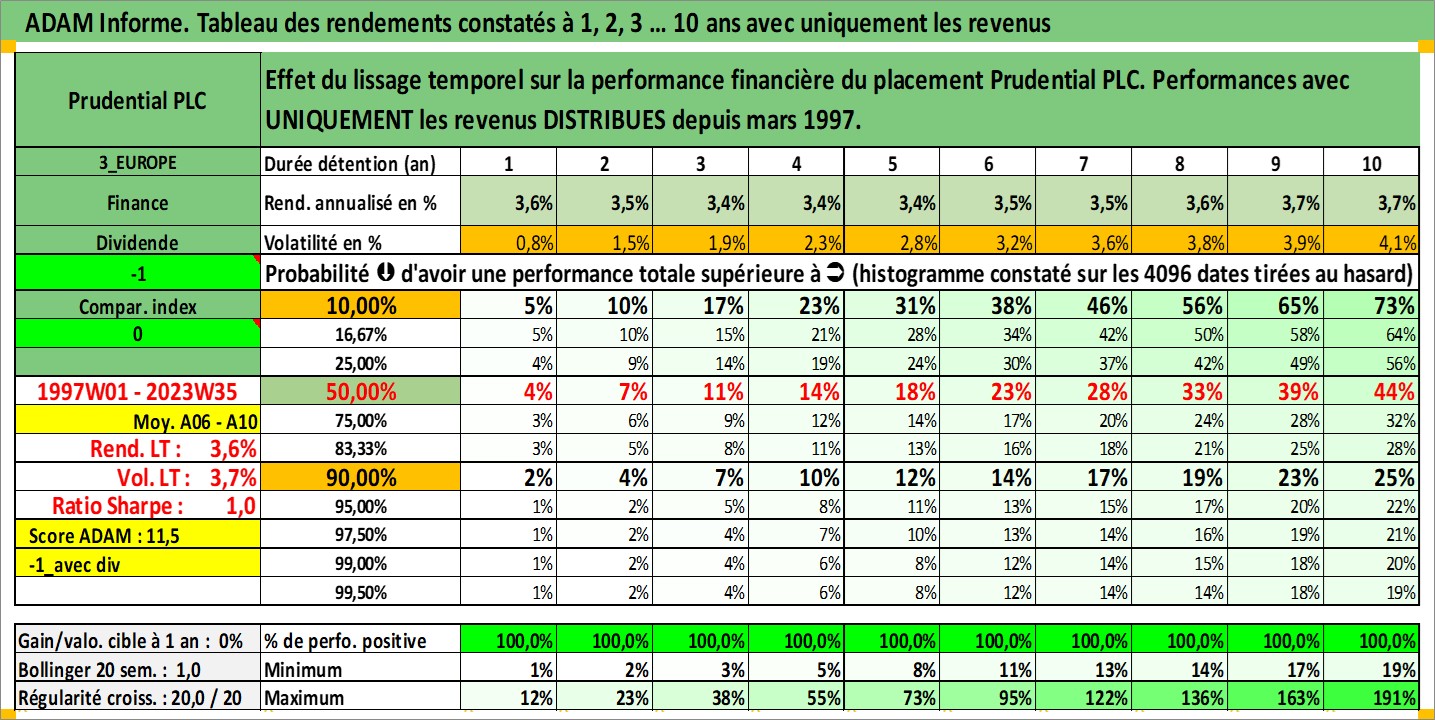 ADAM Informe. Tableau des rendements constatés à 1, 2, 3 ... 10 ans avec uniquement les revenus
Prudential PLC
Effet du lissage temporel sur la performance financière du placement Prudential PLC. Performances avec
UNIQUEMENT les revenus DISTRIBUES depuis mars 1997.
3_EUROPE Durée détention (an) 1 2 3 4 5 6 7 8 9 10
Finance Rend. annualisé en % 3,6% 3,5% 3,4% 3,4% 3,4% 3,5% 3,5% 3,6% 3,7% 3,7%
Dividende Volatilité en % 0,8% 1,5% 1,9% 2,3% 2,8% 3,2% 3,6% 3,8% 3,9% 4,1%
-1 Probabilité d'avoir une performance totale supérieure à (histogramme constaté sur les 4096 dates tirées au hasard)
Compar. index 10,00% 5% 10% 17% 23% 31% 38% 46% 56% 65% 73%
0 16,67% 5% 10% 15% 21% 28% 34% 42% 50% 58% 64%
25,00% 4% 9% 14% 19% 24% 30% 37% 42% 49% 56%
1997W01 - 2023W35 50,00% 4% 7% 11% 14% 18% 23% 28% 33% 39% 44%
Moy. A06 - A10 75,00% 3% 6% 9% 12% 14% 17% 20% 24% 28% 32%
Rend. LT : 3,6% 83,33% 3% 5% 8% 11% 13% 16% 18% 21% 25% 28%
Vol. LT : 3,7% 90,00% 2% 4% 7% 10% 12% 14% 17% 19% 23% 25%
Ratio Sharpe : 1,0 95,00% 1% 2% 5% 8% 11% 13% 15% 17% 20% 22%
Score ADAM : 11,5 97,50% 1% 2% 4% 7% 10% 13% 14% 16% 19% 21%
-1_avec div 99,00% 1% 2% 4% 6% 8% 12% 14% 15% 18% 20%
99,50% 1% 2% 4% 6% 8% 12% 14% 14% 18% 19%
Gain/valo. cible à 1 an : 0% % de perfo. positive 100,0% 100,0% 100,0% 100,0% 100,0% 100,0% 100,0% 100,0% 100,0% 100,0%
Bollinger 20 sem. : 1,0 Minimum 1% 2% 3% 5% 8% 11% 13% 14% 17% 19%
Régularité croiss. : 20,0 / 20 Maximum 12% 23% 38% 55% 73% 95% 122% 136% 163% 191%